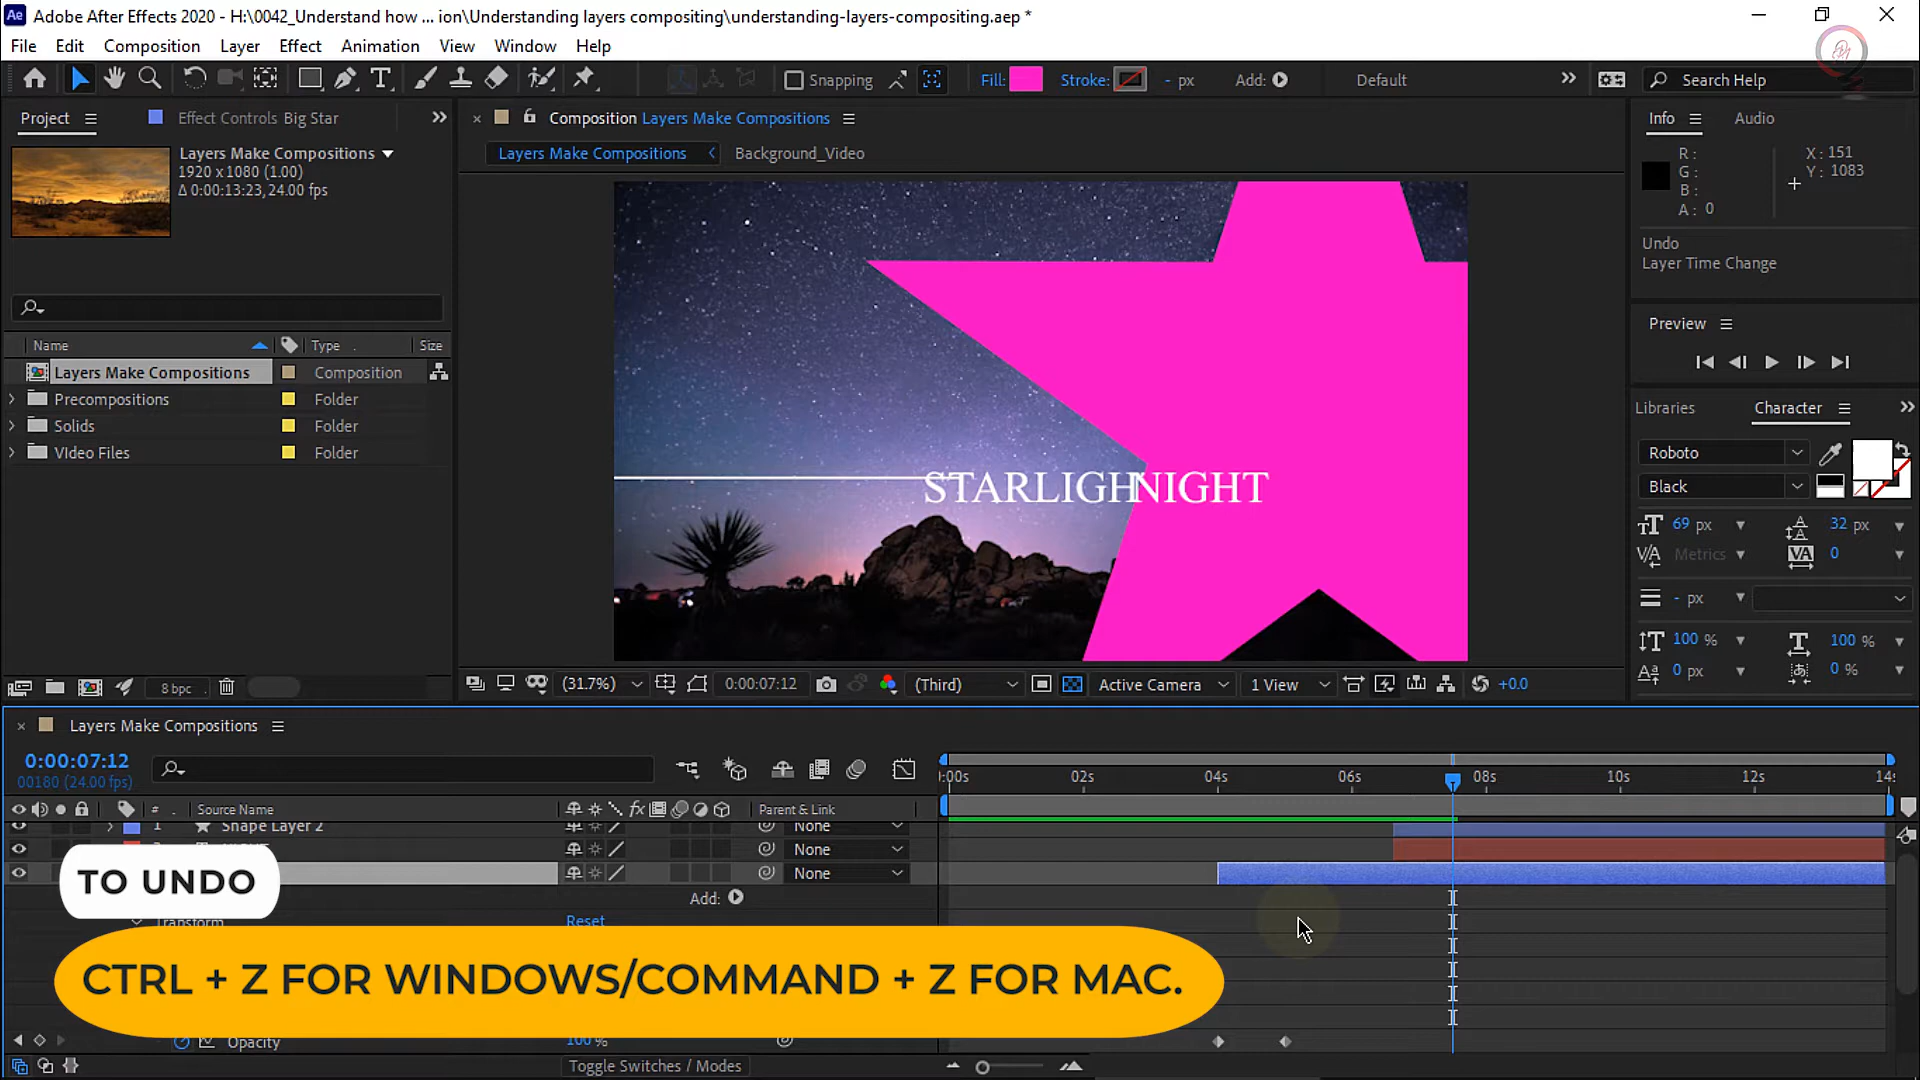 Ae Adobe After Effects 2020 - H:\0042_Understand how ... ion\Understanding layers compositing\understanding-layers-compositing.aep *
File Edit Composition Layer Effect Animation View Window Help
Snapping Fill: Stroke: - px Add: Default Search Help
Project Effect Controls Big Star
Layers Make Compositions
1920 x 1080 (1.00)
Δ 0:00:13:23, 24.00 fps
Name Type Size
Layers Make Compositions Composition
Precompositions Folder
Solids Folder
VIdeo Files Folder
8 bpc
Composition Layers Make Compositions
Layers Make Compositions Background_Video
STARLIGH
NIGHT
(31.7%) 0:00:07:12 (Third) Active Camera 1 View +0.0
Info Audio
R : X : 151
G : Y : 1083
B :
A : 0
Undo
Layer Time Change
Preview
Libraries Character
Roboto
Black
69 px 32 px
Metrics 0
- px
100 % 100 %
0 px 0 %
Layers Make Compositions
0:00:07:12
00180 (24.00 fps)
:00s 02s 04s 06s 08s 10s 12s 14s
# Source Name fx Parent & Link
1 Shape Layer 2 None
None
None
Add:
Transform Reset
Opacity 100%
Toggle Switches / Modes
TO UNDO
CTRL + Z FOR WINDOWS/COMMAND + Z FOR MAC.